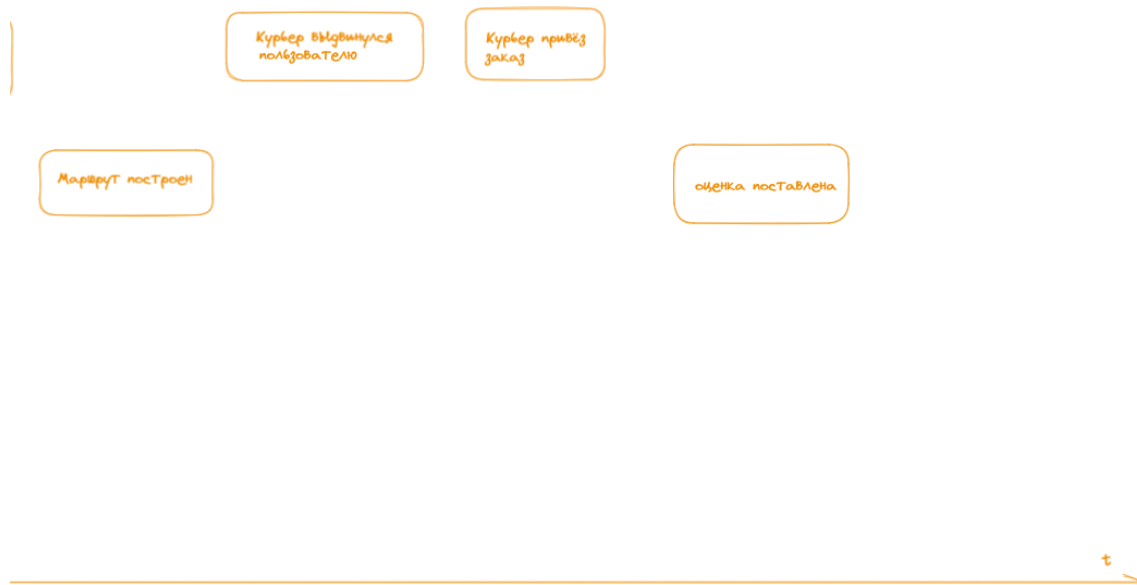 Курьер выдвинулся
пользователю
Курьер привёз
заказ
Маршрут построен
оценка поставлена
t